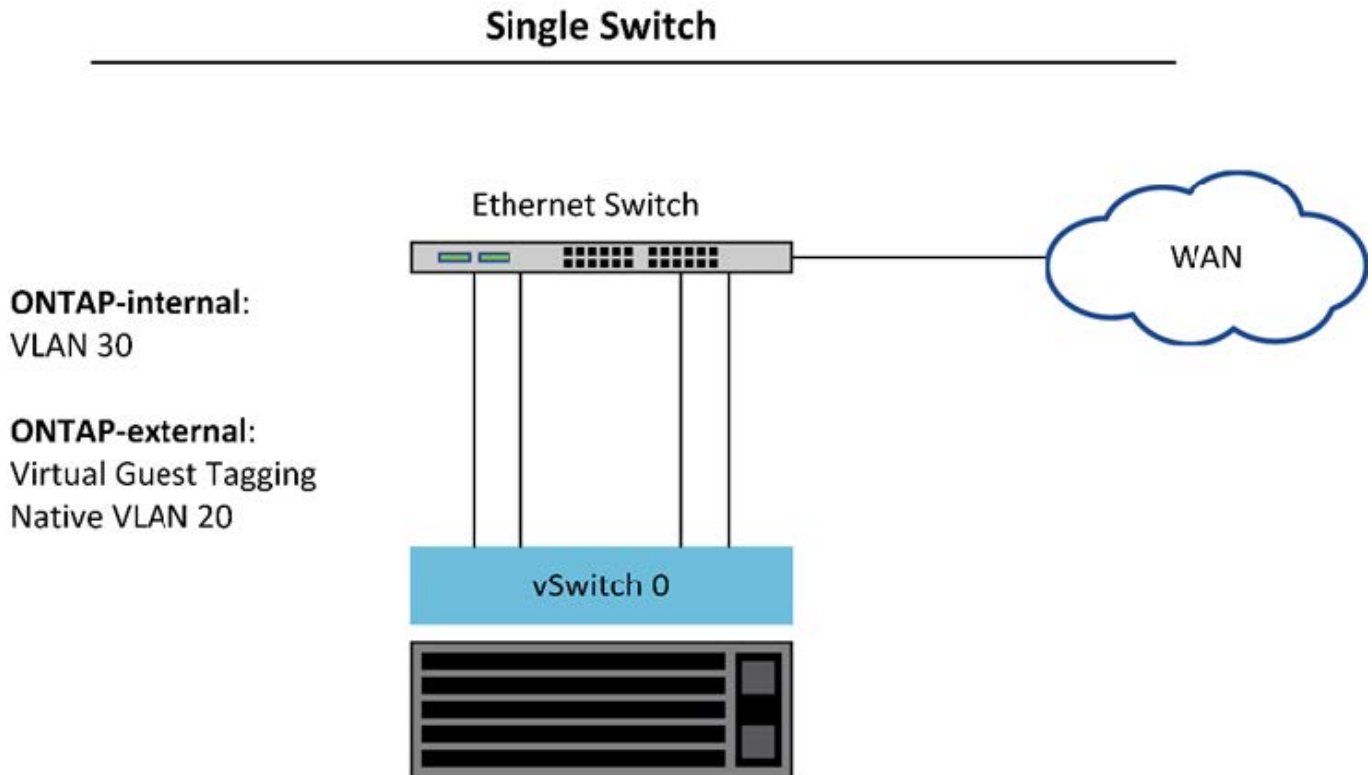 Single Switch
Ethernet Switch
WAN
ONTAP-internal:
VLAN 30
ONTAP-external:
Virtual Guest Tagging
Native VLAN 20
vSwitch 0